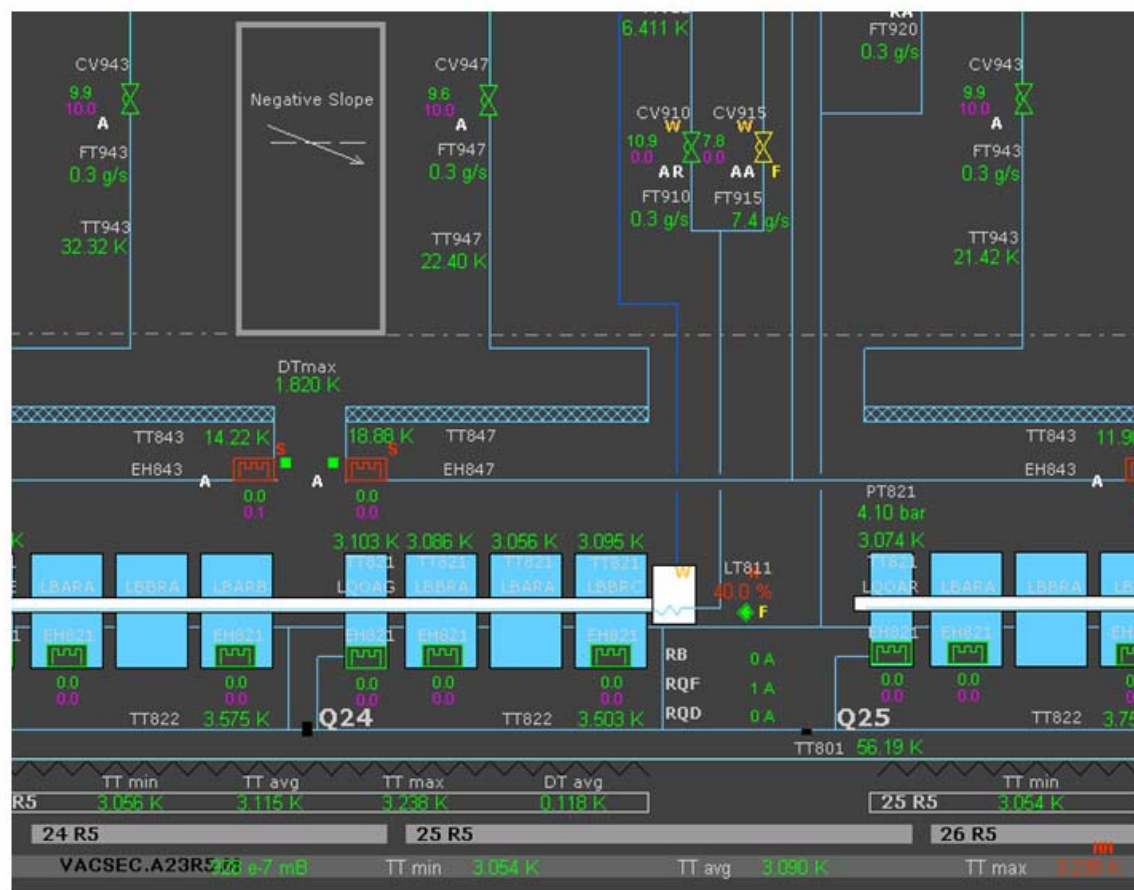 6.411 K
FT920
0.3 g/s
CV943 CV947 CV943
9.9 9.6 9.9
10.0 10.0 10.0
A A A
Negative Slope
CV910 CV915
W W
10.9 7.8
0.0 0.0
AR AA F
FT943 FT947 FT943
0.3 g/s 0.3 g/s 0.3 g/s
FT910 FT915
0.3 g/s 7.4 g/s
TT943 TT947 TT943
32.32 K 22.40 K 21.42 K
DTmax
1.820 K
TT843 14.22 K 18.88 K TT847 TT843
S S
EH843 A A EH847 EH843 A
0.0 0.0
0.1 0.0
PT821
4.10 bar
K 3.103 K 3.086 K 3.056 K 3.095 K 3.074 K
TT821 TT821 TT821 TT821 TT821
LBARA LBBRA LBARB LQOAG LBBRA LBARA LBBRC LQOAR LBARA LBBRA
W LT811
40.0 %
F
EH821 EH821 EH821 EH821 EH821 EH821 EH821
0.0 0.0 0.0 0.0 0.0 0.0 0.0
0.0 0.0 0.0 0.0 0.0 0.0 0.0
RB 0 A
RQF 1 A
RQD 0 A
TT822 3.575 K Q24 TT822 3.503 K Q25 TT822
TT801 56.19 K
TT min TT avg TT max DT avg TT min
R5 3.056 K 3.115 K 3.238 K 0.118 K 25 R5 3.054 K
24 R5 25 R5 26 R5
VACSEC.A23R5 e-7 mB TT min 3.054 K TT avg 3.090 K TT max